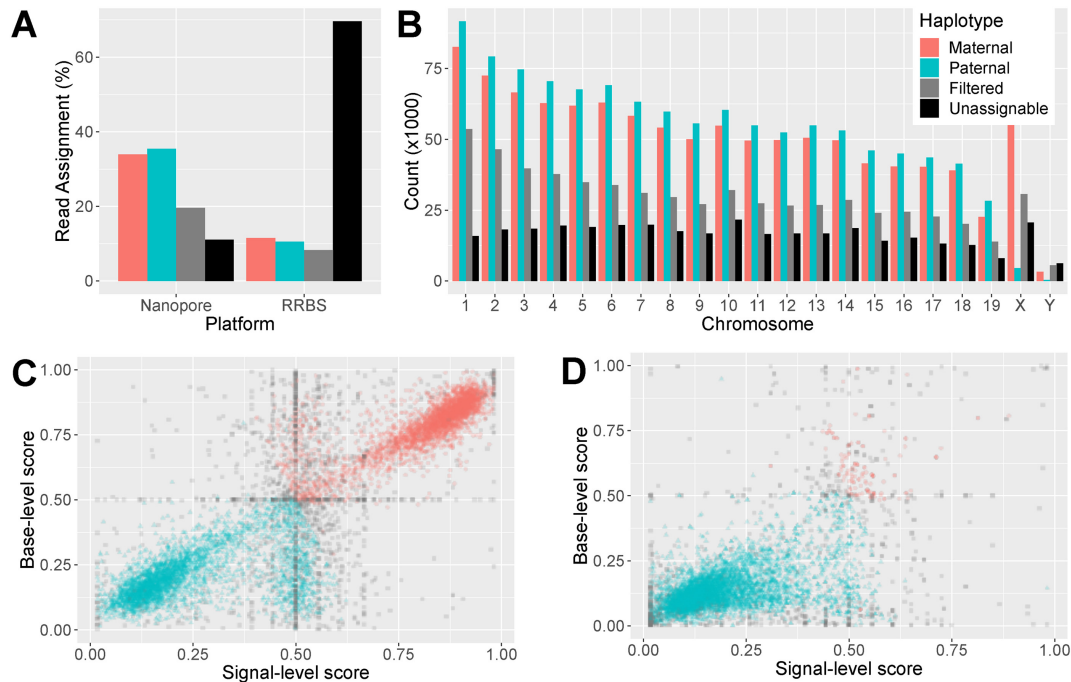 A
Read Assignment (%)
60
40
20
0
Nanopore RRBS
Platform
B
Count (x1000)
75
50
25
0
1 2 3 4 5 6 7 8 9 10 11 12 13 14 15 16 17 18 19 X Y
Chromosome
Haplotype
Maternal
Paternal
Filtered
Unassignable
C
Base-level score
1.00
0.75
0.50
0.25
0.00
0.00 0.25 0.50 0.75 1.00
Signal-level score
D
Base-level score
1.00
0.75
0.50
0.25
0.00
0.00 0.25 0.50 0.75 1.00
Signal-level score